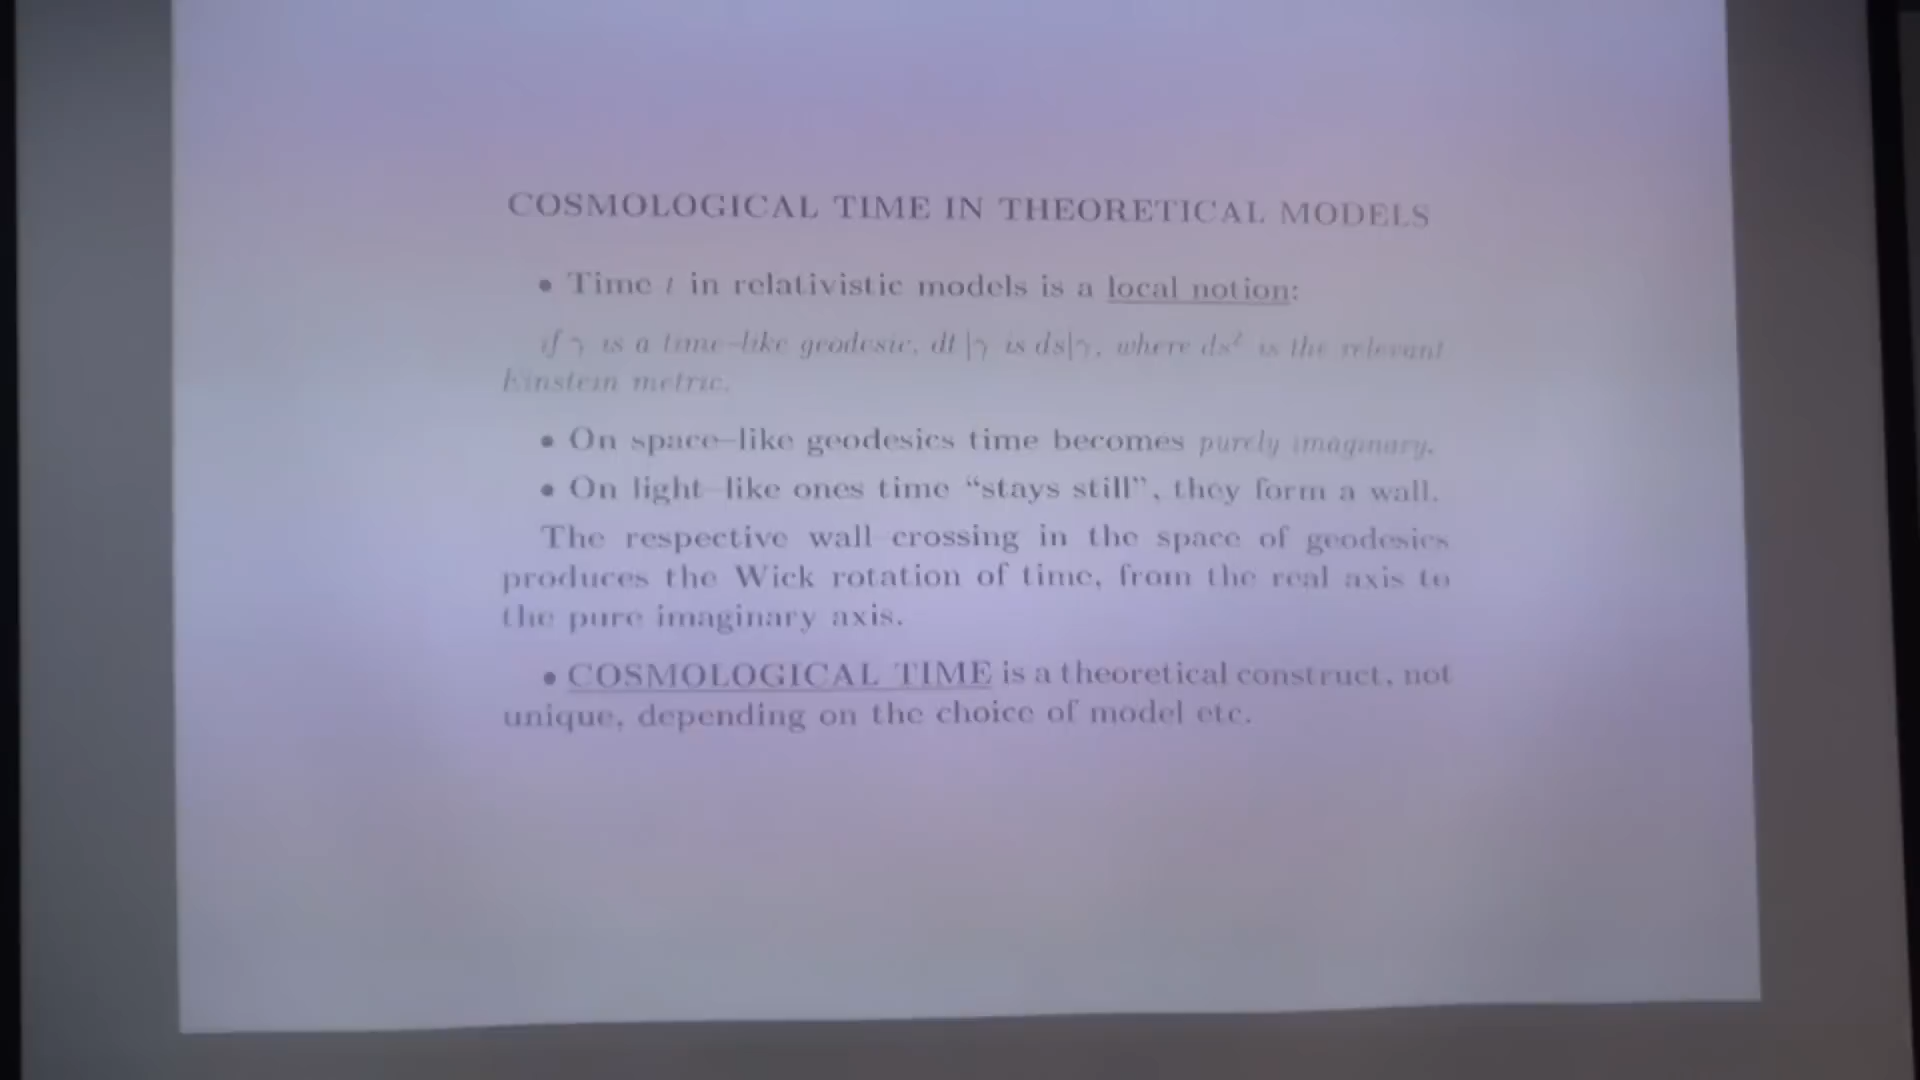 COSMOLOGICAL TIME IN THEORETICAL MODELS
• Time t in relativistic models is a local notion:
if γ is a time–like geodesic, dt|γ is ds|γ, where ds² is the relevant
Einstein metric.
• On space–like geodesics time becomes purely imaginary.
• On light–like ones time “stays still”, they form a wall.
The respective wall crossing in the space of geodesics
produces the Wick rotation of time, from the real axis to
the pure imaginary axis.
• COSMOLOGICAL TIME is a theoretical construct, not
unique, depending on the choice of model etc.